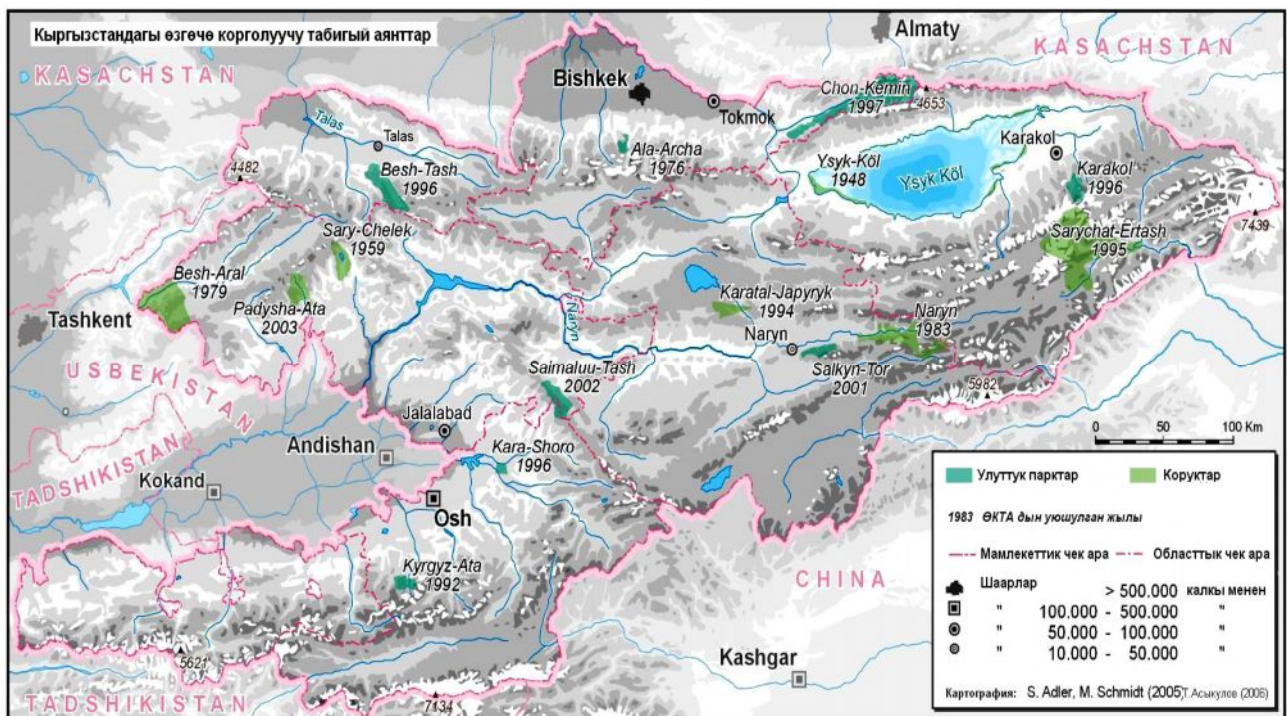 Кыргызстандагы өзгөчө корголуучу табигый аянттар
Almaty
KASACHSTAN
KASACHSTAN
Bishkek
Chon-Kemin
1997
4653
Tokmok
Talas
Talas
Ala-Archa
1976
Karakol
Besh-Tash
1996
4482
Ysyk-Köl
1948
Ysyk Köl
Karakol
1996
7439
Sary-Chelek
1959
Sarychat-Ertash
1995
Besh-Aral
1979
Padysha-Ata
2003
Karatal-Japyryk
1994
Naryn
1983
Tashkent
Naryn
Naryn
Salkyn-Tor
2001
5982
USBEKISTAN
Saimaluu-Tash
2002
Jalalabad
Andishan
Kara-Shoro
1996
TADSHIKISTAN
Kokand
Osh
0 50 100 Km
Kyrgyz-Ata
1992
CHINA
5621
Kashgar
TADSHIKISTAN
7134
Улуттук парктар
Коруктар
1983 ӨКТА дын уюшулган жылы
Мамлекеттик чек ара
Областтык чек ара
Шаарлар > 500.000 калкы менен
" 100.000 - 500.000 "
" 50.000 - 100.000 "
" 10.000 - 50.000 "
Картография: S. Adler, M. Schmidt (2005)Т.Асыкулов (2006)